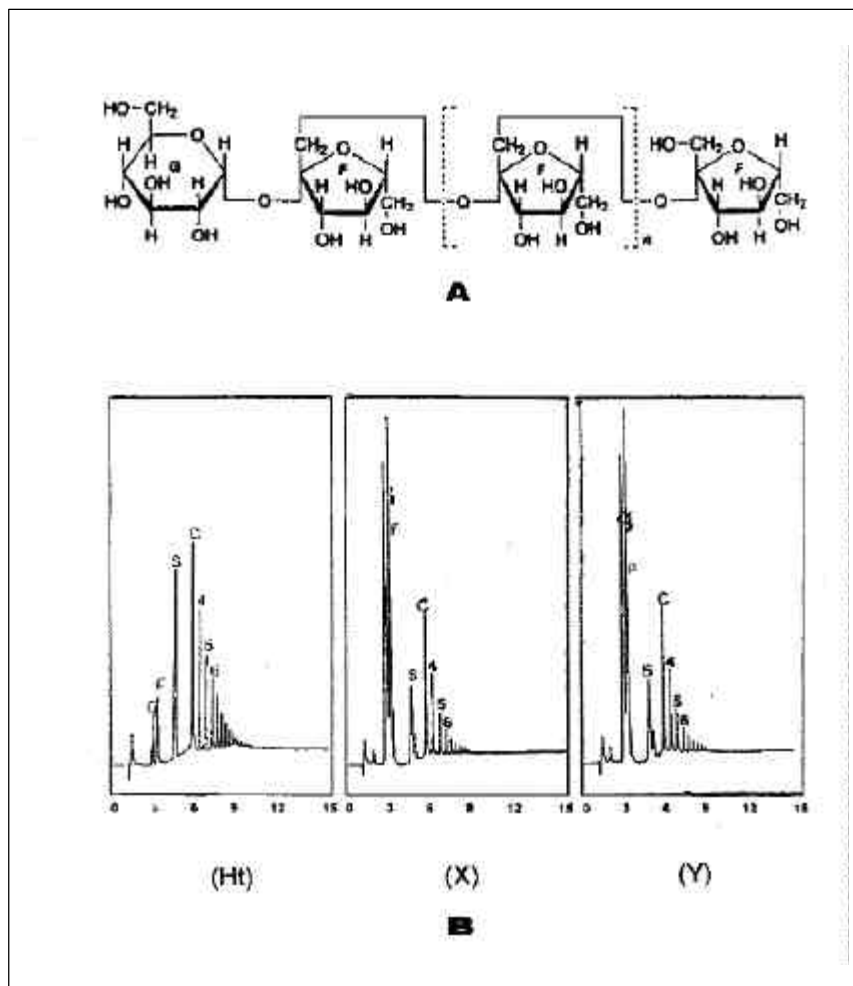 HO-CH₂
H O H
H G
OH H
HO
H OH
O
CH₂ O H
F
H HO
CH₂
OH H OH
O
CH₂ O H
F
H HO
CH₂
OH H OH
n
O
HO-CH₂ O H
F
H HO
CH₂
OH H OH
A
S C
4
5
6
F
0 6 9 12 15
C
S 4
5
6
0 3 6 9 12 15
C
S 4
5
6
0 3 6 9 12 15
(Ht) (X) (Y)
B